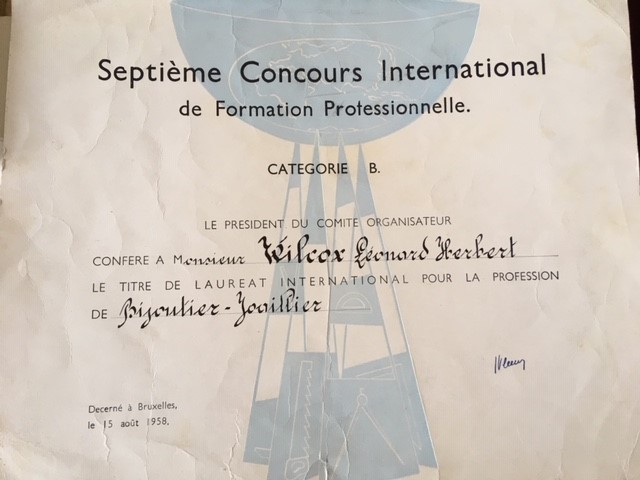 Septième Concours International
de Formation Professionnelle.
CATEGORIE B.
LE PRESIDENT DU COMITE ORGANISATEUR
CONFERE A Monsieur Wilcox Léonard Herbert
LE TITRE DE LAUREAT INTERNATIONAL POUR LA PROFESSION
DE Bijoutier-Joaillier
Decerné à Bruxelles,
le 15 août 1958.